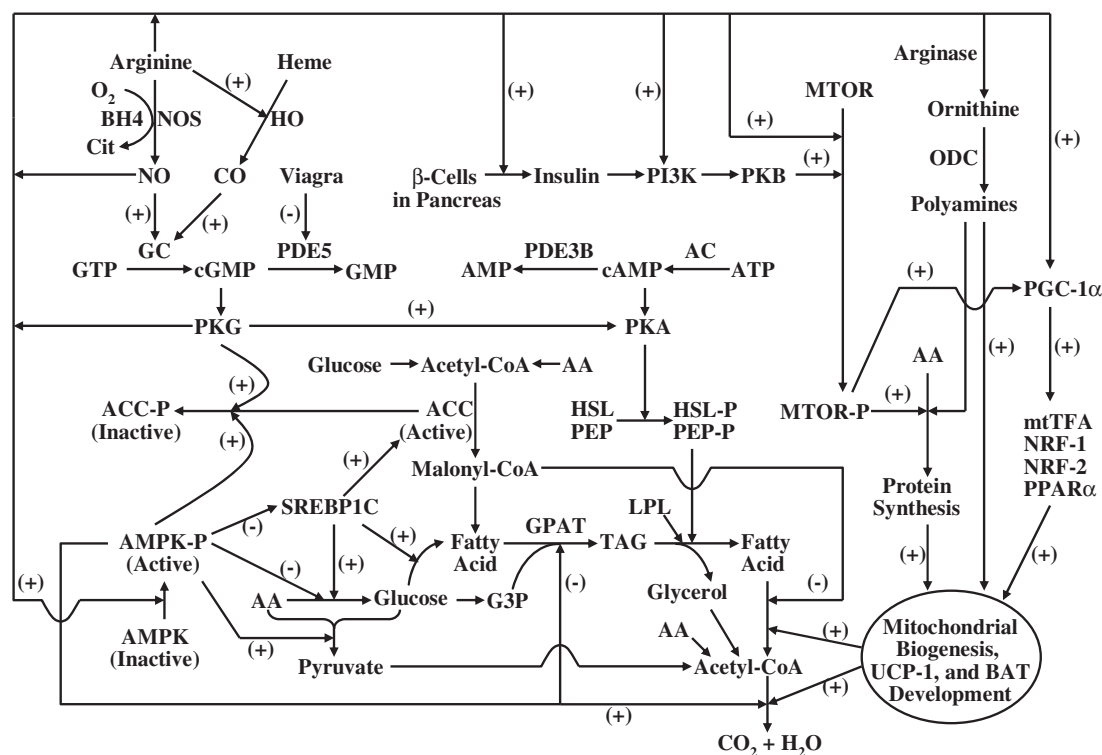 Arginine
Heme
Arginase
(+)
(+)
(+)
(+)
O2
BH4
NOS
HO
MTOR
Ornithine
Cit
(+)
ODC
NO
CO
Viagra
β-Cells
in Pancreas
Insulin
PI3K
PKB
(+)
Polyamines
(+)
(+)
(-)
GC
PDE5
PDE3B
AC
GTP
cGMP
GMP
AMP
cAMP
ATP
(+)
PGC-1α
PKG
(+)
PKA
(+)
(+)
Glucose
Acetyl-CoA
AA
AA
(+)
ACC-P
(Inactive)
ACC
(Active)
HSL
PEP
HSL-P
PEP-P
MTOR-P
(+)
mtTFA
NRF-1
NRF-2
PPARα
(+)
(+)
Malonyl-CoA
SREBP1C
(-)
LPL
Protein
Synthesis
AMPK-P
(Active)
(+)
Fatty
Acid
GPAT
TAG
Fatty
Acid
(+)
(+)
(+)
(-)
(+)
(-)
(-)
AA
Glucose
G3P
Glycerol
AMPK
(Inactive)
(+)
AA
(+)
Mitochondrial
Biogenesis,
UCP-1, and BAT
Development
Pyruvate
Acetyl-CoA
(+)
(+)
CO2 + H2O